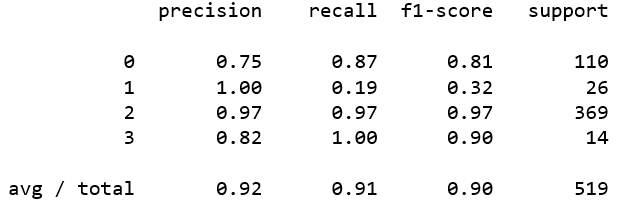 precision recall f1-score support
0 0.75 0.87 0.81 110
1 1.00 0.19 0.32 26
2 0.97 0.97 0.97 369
3 0.82 1.00 0.90 14
avg / total 0.92 0.91 0.90 519